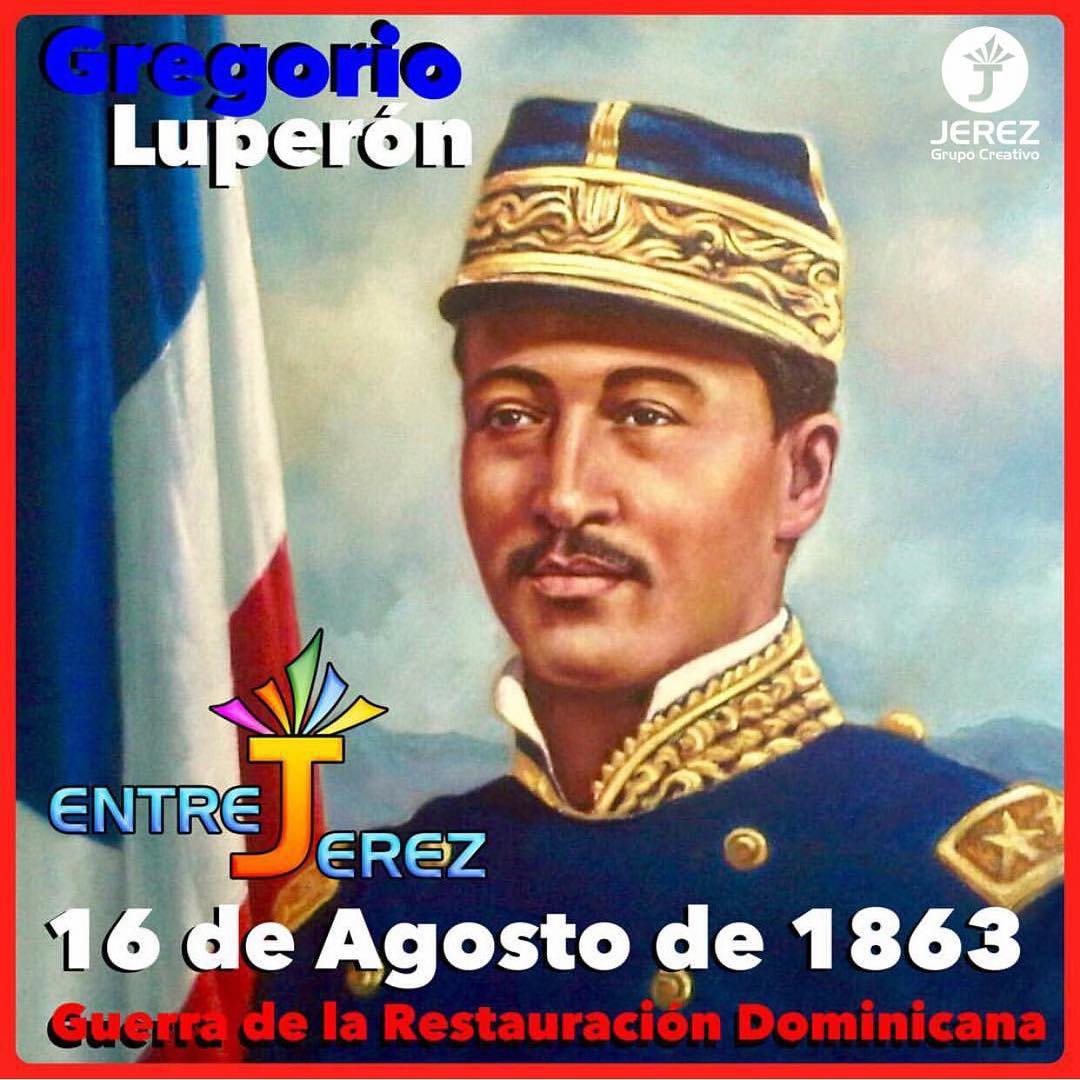 Gregorio
Luperón
JEREZ
Grupo Creativo
ENTRE JEREZ
16 de Agosto de 1863
Guerra de la Restauración Dominicana